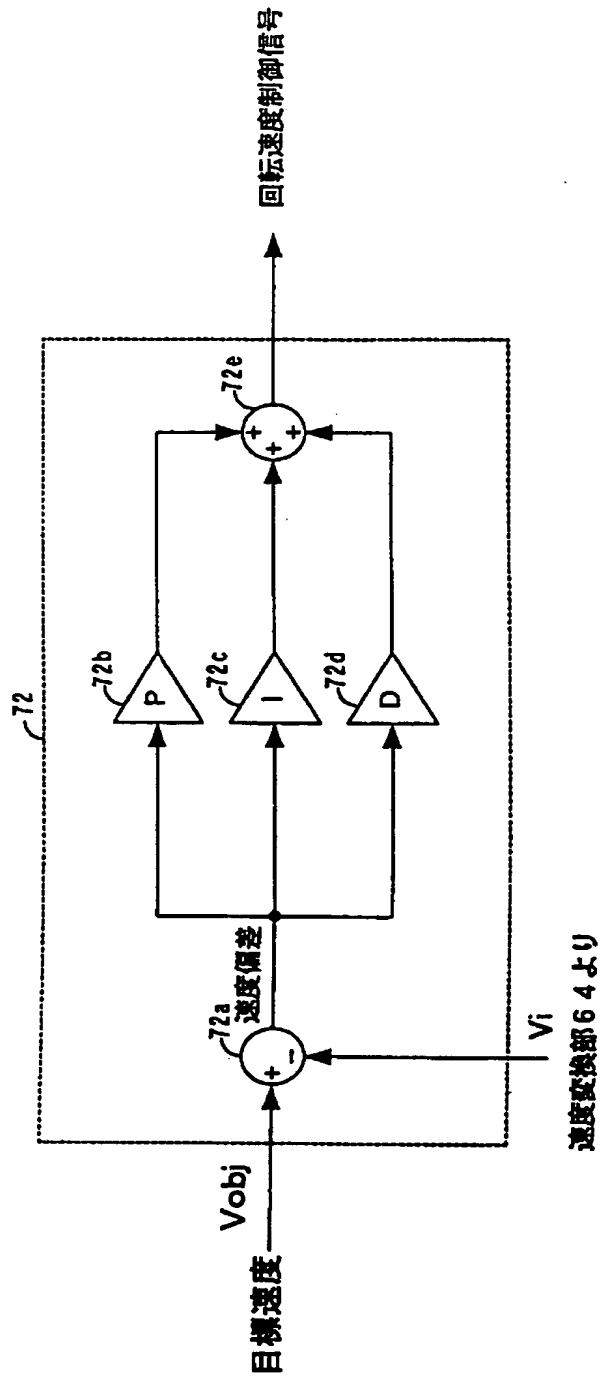 72
目標速度
Vobj
72a
速度偏差
+
−
Vi
速度変換部64より
72b
P
72c
I
72d
D
72e
+
+
+
回転速度制御信号